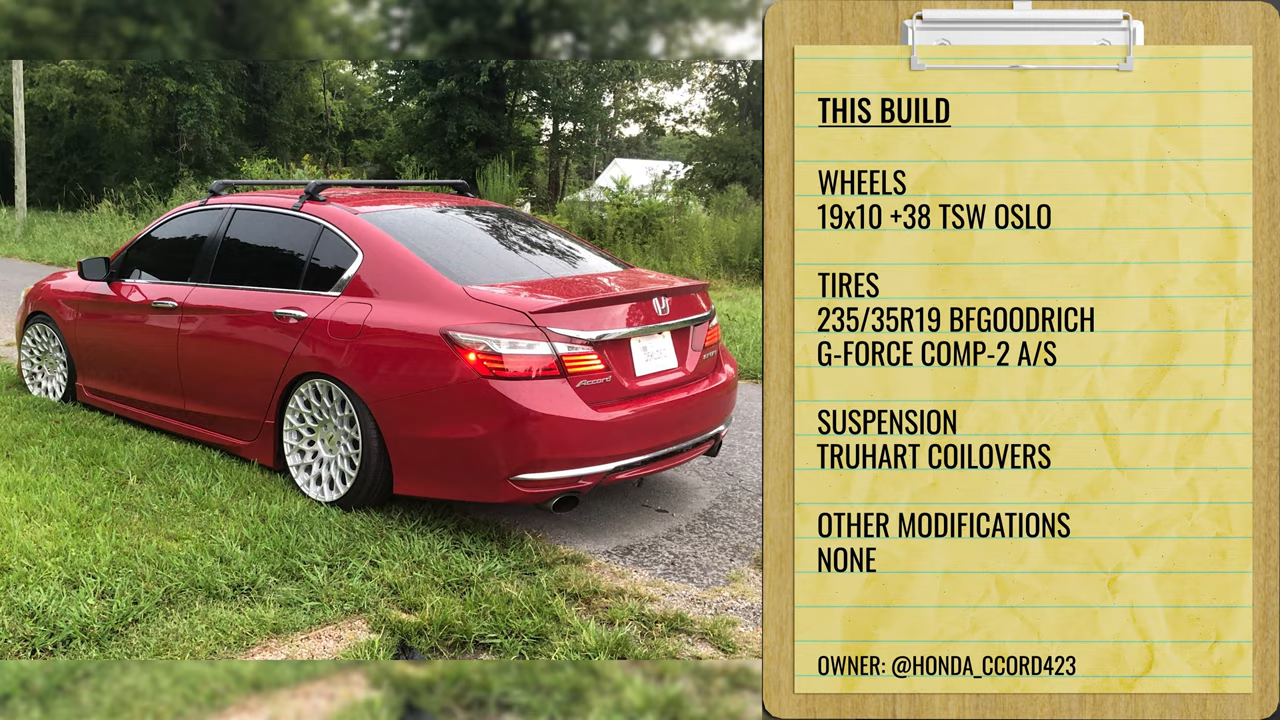 Accord
SPORT
THIS BUILD
WHEELS
19x10 +38 TSW OSLO
TIRES
235/35R19 BFGOODRICH
G-FORCE COMP-2 A/S
SUSPENSION
TRUHART COILOVERS
OTHER MODIFICATIONS
NONE
OWNER: @HONDA_CCORD423